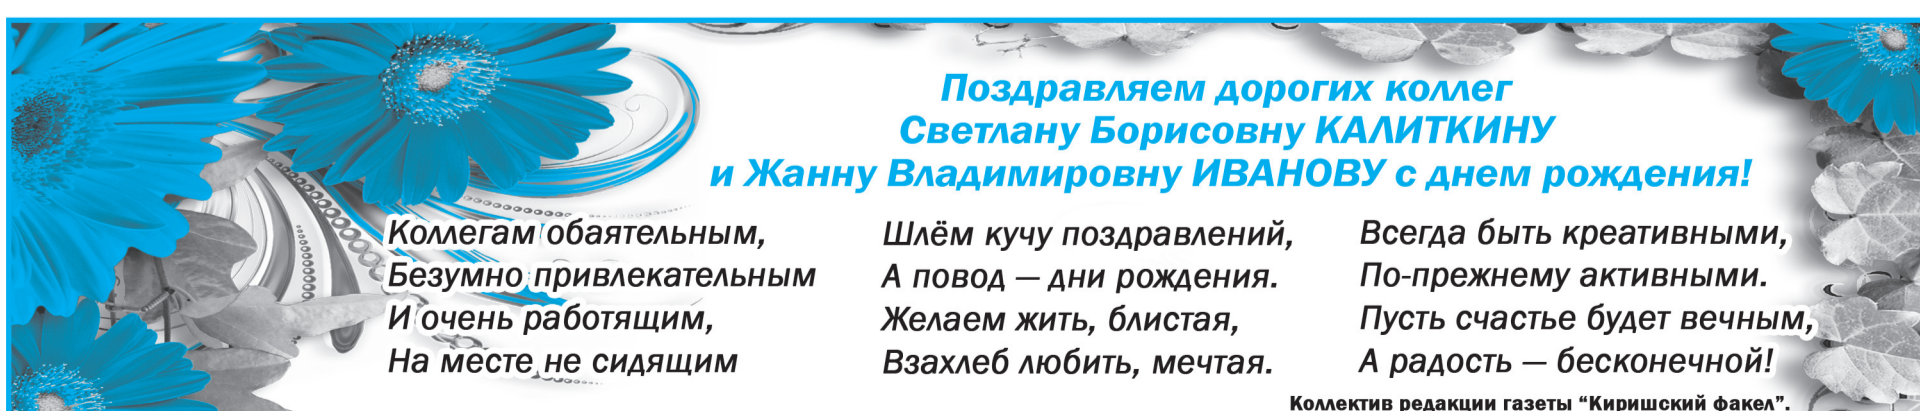 Поздравляем дорогих коллег
Светлану Борисовну КАЛИТКИНУ
и Жанну Владимировну ИВАНОВУ с днем рождения!
Коллегам обаятельным,
Безумно привлекательным
И очень работящим,
На месте не сидящим
Шлём кучу поздравлений,
А повод — дни рождения.
Желаем жить, блистая,
Взахлеб любить, мечтая.
Всегда быть креативными,
По-прежнему активными.
Пусть счастье будет вечным,
А радость — бесконечной!
Коллектив редакции газеты “Киришский факел”.